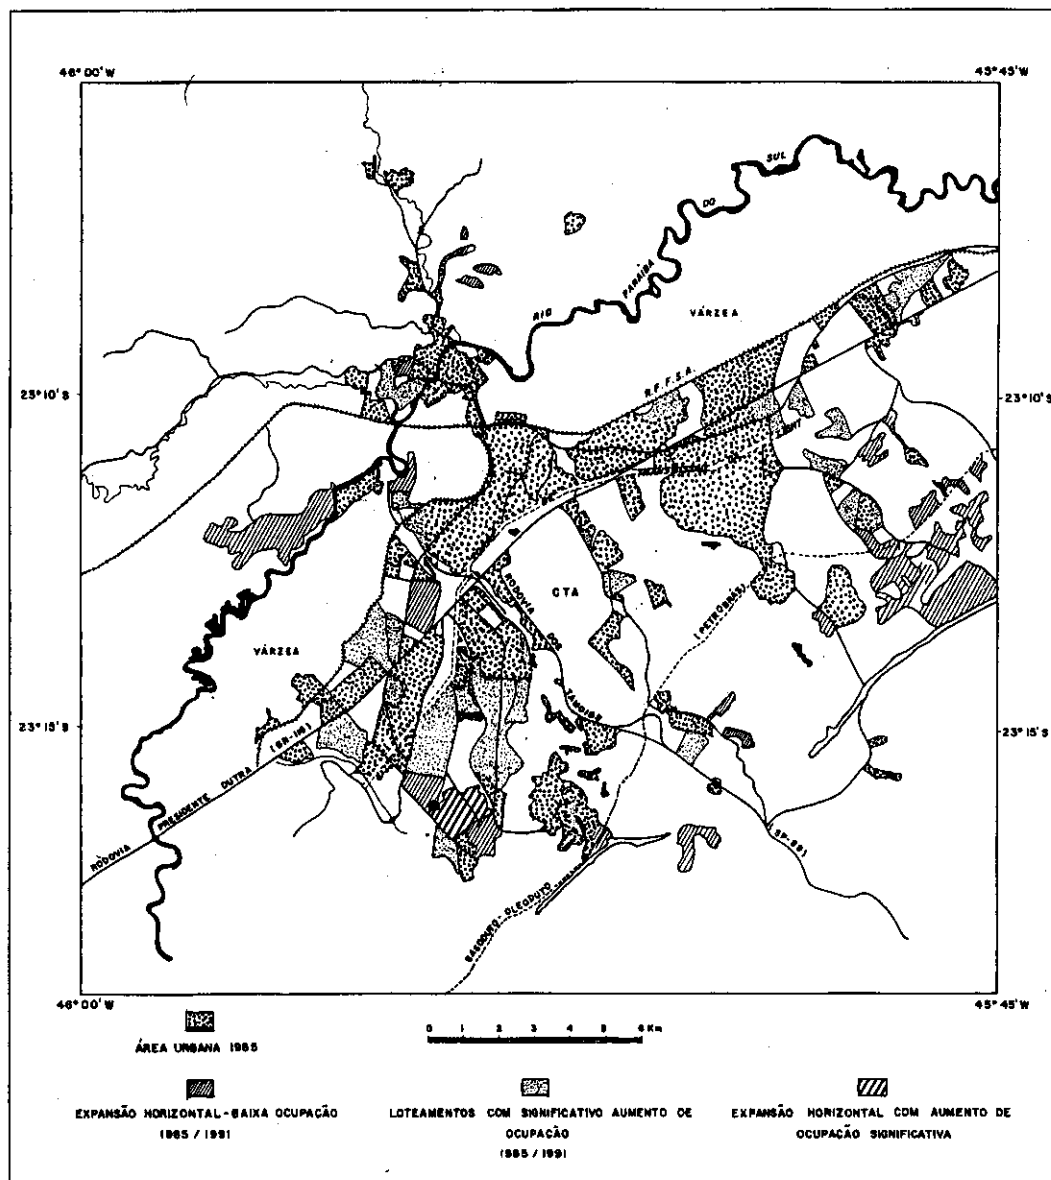 46°00'W
45°45'W
SUL
DO
PARAÍBA
RIO
VÁRZEA
R.F.F.S.A.
23°10'S
23°10'S
CTA
RODOVIA
(PETROBRÁS)
VÁRZEA
TAMOIOS
23°15'S
23°15'S
(BR-116)
PRESIDENTE DUTRA
RODOVIA
(SP-99)
GASODUTO-OLEODUTO
46°00'W
45°45'W
0 1 2 3 4 5 6 Km
ÁREA URBANA 1985
EXPANSÃO HORIZONTAL-BAIXA OCUPAÇÃO
1985 / 1991
LOTEAMENTOS COM SIGNIFICATIVO AUMENTO DE
OCUPAÇÃO
1985 / 1991
EXPANSÃO HORIZONTAL COM AUMENTO DE
OCUPAÇÃO SIGNIFICATIVA